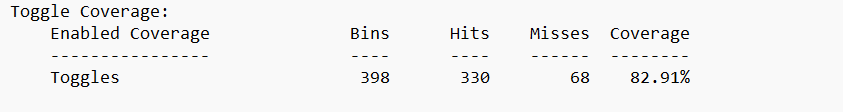 Toggle Coverage:
    Enabled Coverage              Bins      Hits    Misses  Coverage
    ----------------              ----      ----    ------  --------
    Toggles                        398       330        68    82.91%